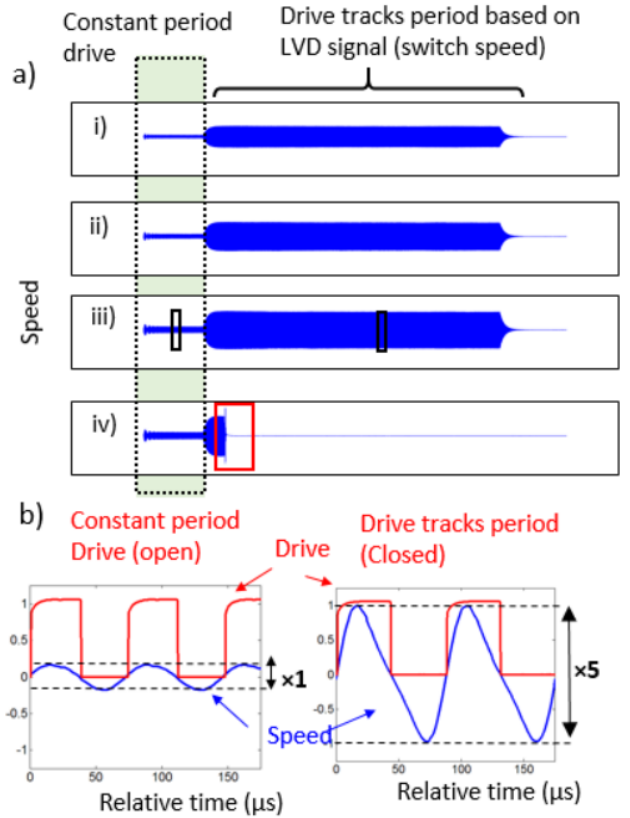 Constant period
drive
Drive tracks period based on
LVD signal (switch speed)
a)
i)
ii)
iii)
iv)
Speed
b)
Constant period
Drive (open)
Drive
Drive tracks period
(Closed)
1
0.5
0
-0.5
-1
×1
Speed
0 50 100 150
Relative time (µs)
1
0.5
0
-0.5
-1
×5
0 50 100 150
Relative time (µs)